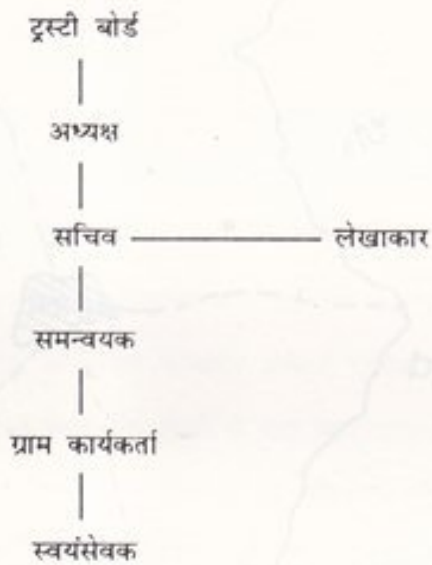 ट्रस्टी बोर्ड
अध्यक्ष
सचिव लेखाकार
समन्वयक
ग्राम कार्यकर्ता
स्वयंसेवक